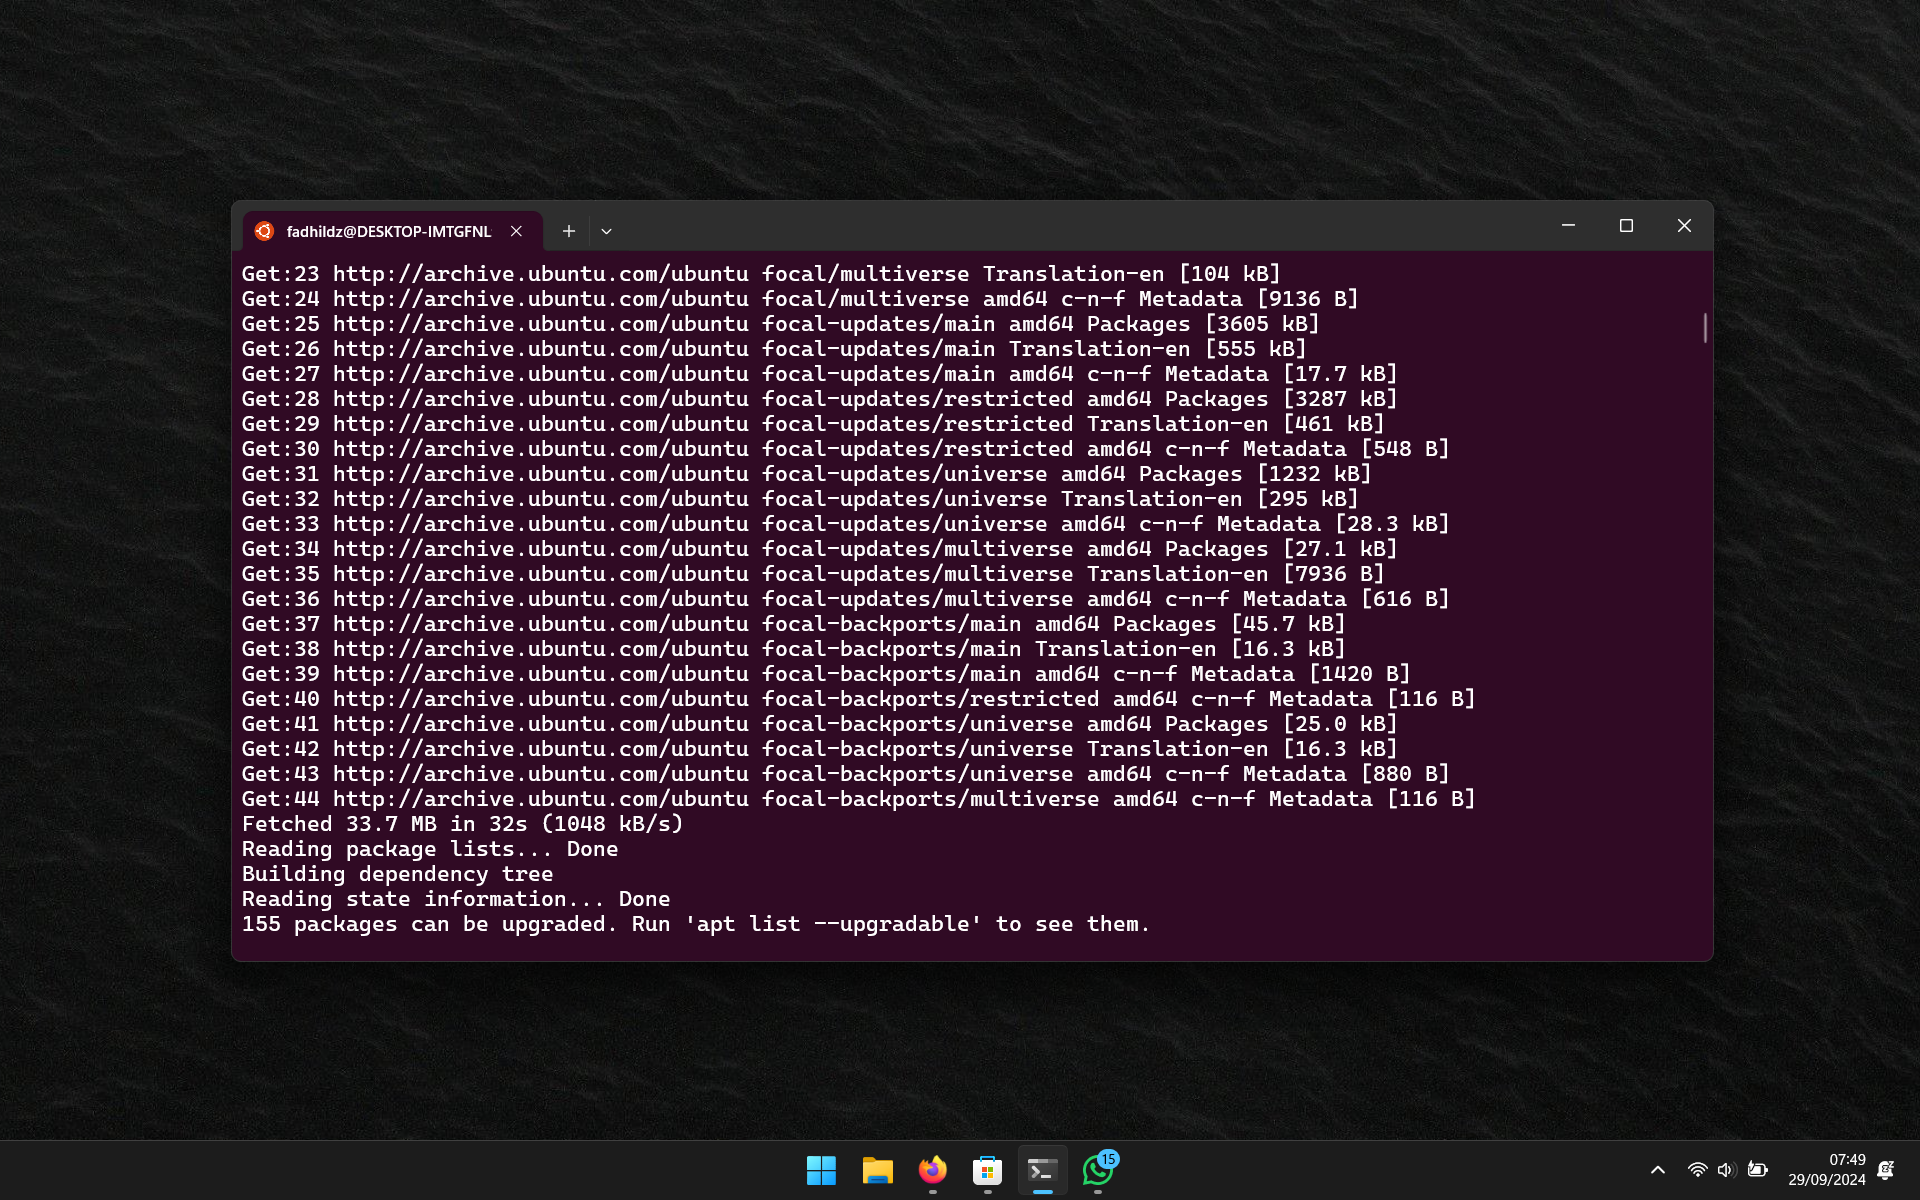 fadhildz@DESKTOP-IMTGFNL
Get:23 http://archive.ubuntu.com/ubuntu focal/multiverse Translation-en [104 kB]
Get:24 http://archive.ubuntu.com/ubuntu focal/multiverse amd64 c-n-f Metadata [9136 B]
Get:25 http://archive.ubuntu.com/ubuntu focal-updates/main amd64 Packages [3605 kB]
Get:26 http://archive.ubuntu.com/ubuntu focal-updates/main Translation-en [555 kB]
Get:27 http://archive.ubuntu.com/ubuntu focal-updates/main amd64 c-n-f Metadata [17.7 kB]
Get:28 http://archive.ubuntu.com/ubuntu focal-updates/restricted amd64 Packages [3287 kB]
Get:29 http://archive.ubuntu.com/ubuntu focal-updates/restricted Translation-en [461 kB]
Get:30 http://archive.ubuntu.com/ubuntu focal-updates/restricted amd64 c-n-f Metadata [548 B]
Get:31 http://archive.ubuntu.com/ubuntu focal-updates/universe amd64 Packages [1232 kB]
Get:32 http://archive.ubuntu.com/ubuntu focal-updates/universe Translation-en [295 kB]
Get:33 http://archive.ubuntu.com/ubuntu focal-updates/universe amd64 c-n-f Metadata [28.3 kB]
Get:34 http://archive.ubuntu.com/ubuntu focal-updates/multiverse amd64 Packages [27.1 kB]
Get:35 http://archive.ubuntu.com/ubuntu focal-updates/multiverse Translation-en [7936 B]
Get:36 http://archive.ubuntu.com/ubuntu focal-updates/multiverse amd64 c-n-f Metadata [616 B]
Get:37 http://archive.ubuntu.com/ubuntu focal-backports/main amd64 Packages [45.7 kB]
Get:38 http://archive.ubuntu.com/ubuntu focal-backports/main Translation-en [16.3 kB]
Get:39 http://archive.ubuntu.com/ubuntu focal-backports/main amd64 c-n-f Metadata [1420 B]
Get:40 http://archive.ubuntu.com/ubuntu focal-backports/restricted amd64 c-n-f Metadata [116 B]
Get:41 http://archive.ubuntu.com/ubuntu focal-backports/universe amd64 Packages [25.0 kB]
Get:42 http://archive.ubuntu.com/ubuntu focal-backports/universe Translation-en [16.3 kB]
Get:43 http://archive.ubuntu.com/ubuntu focal-backports/universe amd64 c-n-f Metadata [880 B]
Get:44 http://archive.ubuntu.com/ubuntu focal-backports/multiverse amd64 c-n-f Metadata [116 B]
Fetched 33.7 MB in 32s (1048 kB/s)
Reading package lists... Done
Building dependency tree
Reading state information... Done
155 packages can be upgraded. Run 'apt list --upgradable' to see them.
15
07:49
29/09/2024